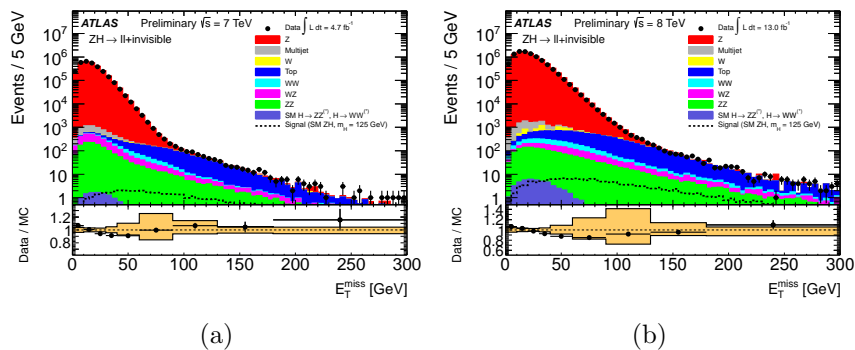 ATLAS Preliminary √s = 7 TeV
ZH → ll+invisible
Data ∫ L dt = 4.7 fb⁻¹
Z
Multijet
W
Top
WW
WZ
ZZ
SM H→ ZZ⁽*⁾, H→ WW⁽*⁾
Signal (SM ZH, m_H = 125 GeV)
Events / 5 GeV
10⁷
10⁶
10⁵
10⁴
10³
10²
10
1
Data / MC
1.2
1
0.8
0 50 100 150 200 250 300
E_T^miss [GeV]
(a)
ATLAS Preliminary √s = 8 TeV
ZH → ll+invisible
Data ∫ L dt = 13.0 fb⁻¹
Z
Multijet
W
Top
WW
WZ
ZZ
SM H→ ZZ⁽*⁾, H→ WW⁽*⁾
Signal (SM ZH, m_H = 125 GeV)
Events / 5 GeV
10⁷
10⁶
10⁵
10⁴
10³
10²
10
1
Data / MC
1.4
1.2
1
0.8
0.6
0 50 100 150 200 250 300
E_T^miss [GeV]
(b)